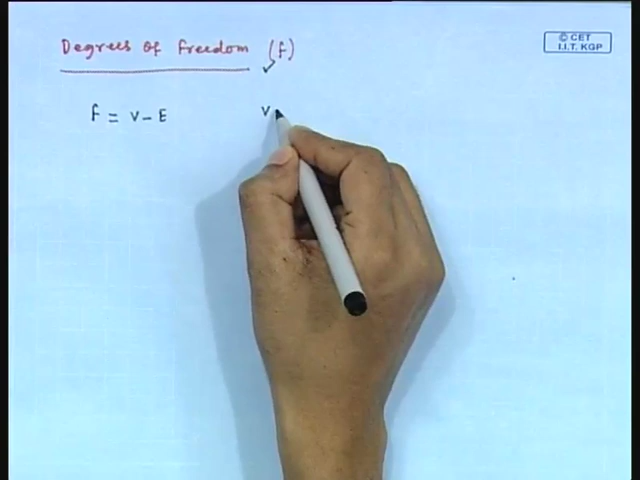 Degrees of freedom (f)
© CET
I.I.T. KGP
f = V - E
V